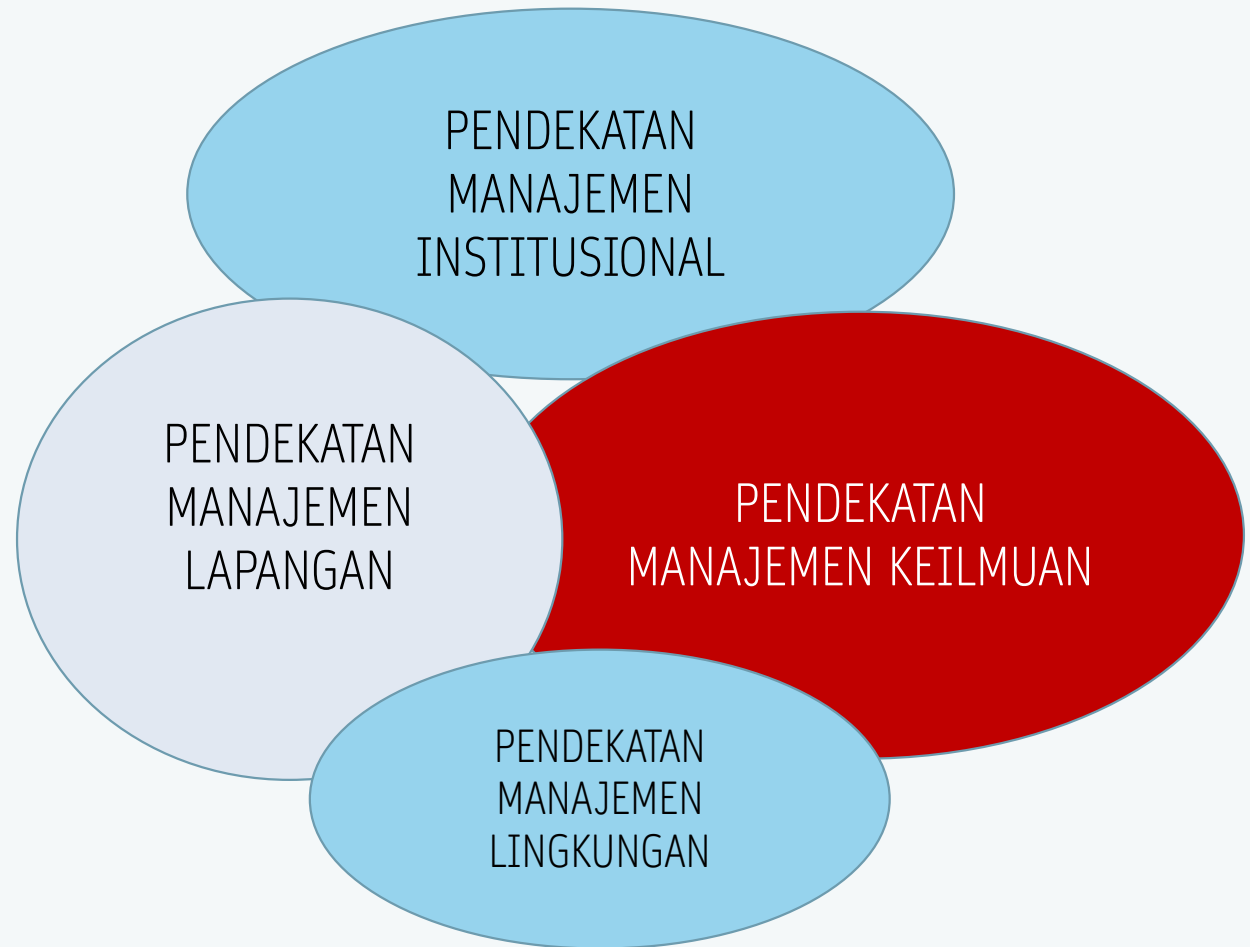 PENDEKATAN
MANAJEMEN
INSTITUSIONAL
PENDEKATAN
MANAJEMEN
LAPANGAN
PENDEKATAN
MANAJEMEN KEILMUAN
PENDEKATAN
MANAJEMEN
LINGKUNGAN